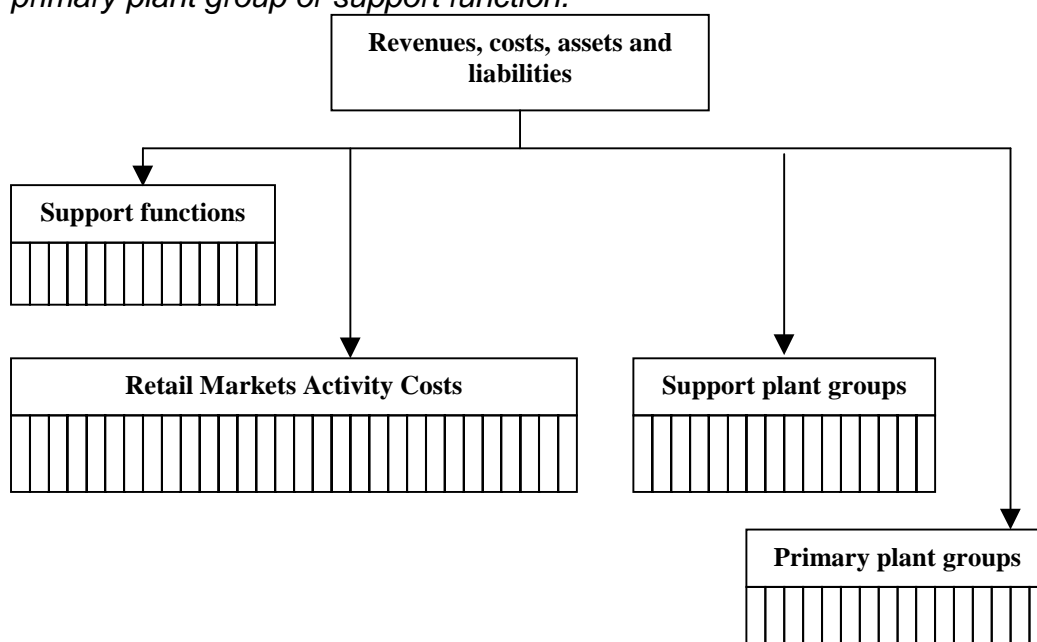 primary plant group or support function.
Revenues, costs, assets and
liabilities
Support functions
Retail Markets Activity Costs
Support plant groups
Primary plant groups